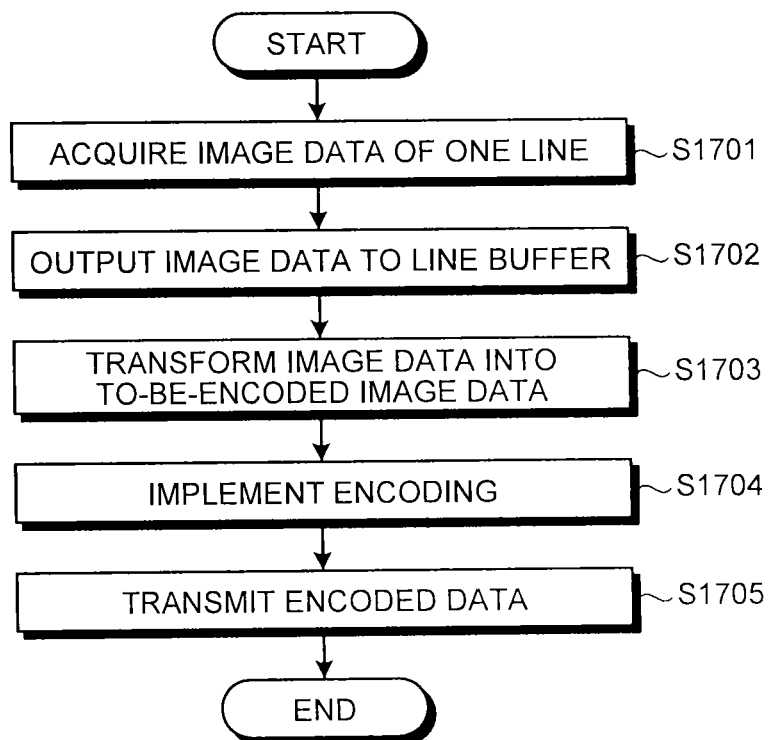 START
ACQUIRE IMAGE DATA OF ONE LINE
S1701
OUTPUT IMAGE DATA TO LINE BUFFER
S1702
TRANSFORM IMAGE DATA INTO
TO-BE-ENCODED IMAGE DATA
S1703
IMPLEMENT ENCODING
S1704
TRANSMIT ENCODED DATA
S1705
END